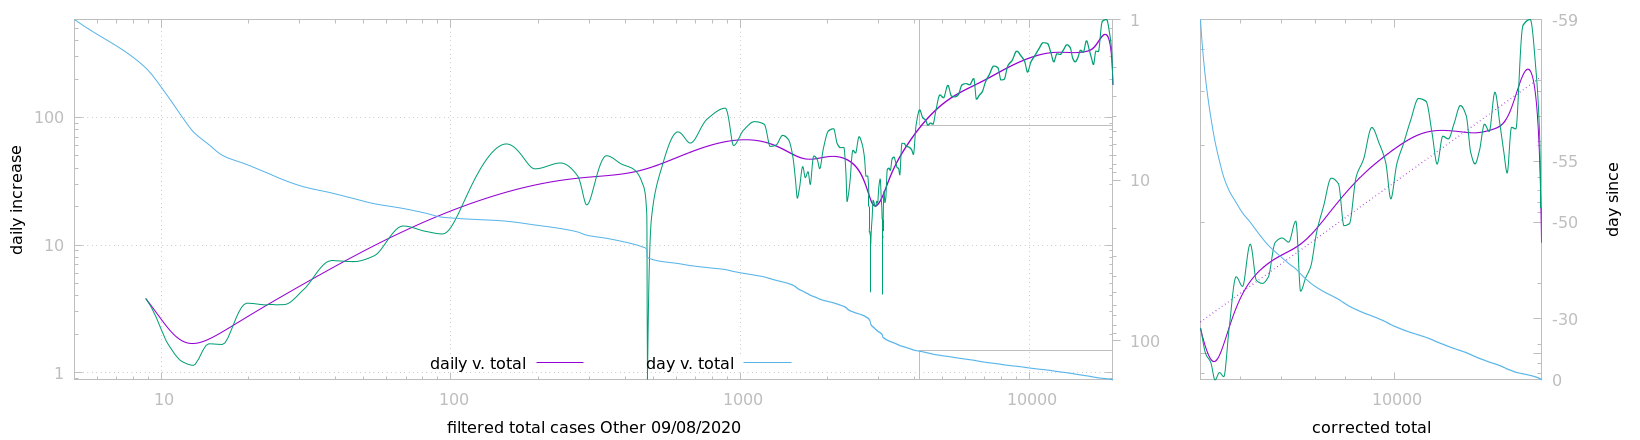 daily increase
100
10
1
10
100
1000
10000
1
10
100
daily v. total
day v. total
filtered total cases Other 09/08/2020
10000
-59
-55
-50
-30
0
day since
corrected total